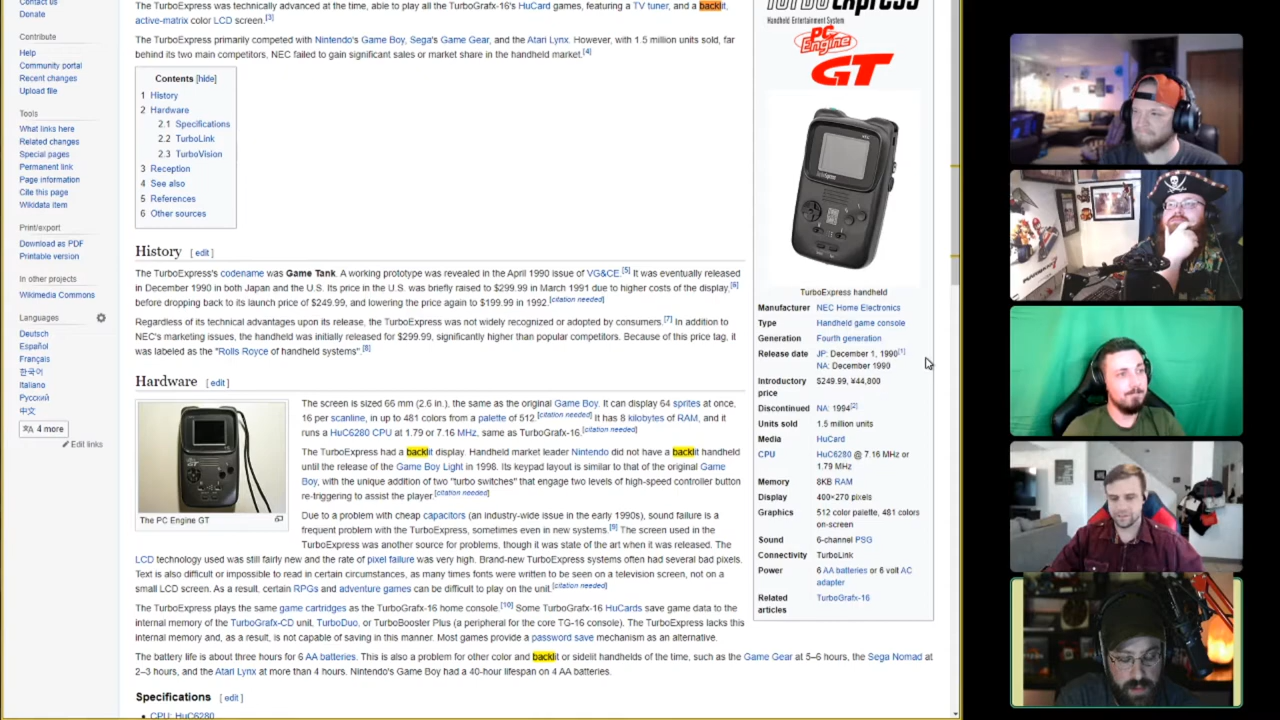 Contact us
Donate
Contribute
Help
Community portal
Recent changes
Upload file
Tools
What links here
Related changes
Special pages
Permanent link
Page information
Cite this page
Wikidata item
Print/export
Download as PDF
Printable version
In other projects
Wikimedia Commons
Languages
Deutsch
Español
Français
한국어
Italiano
Русский
中文
4 more
Edit links
The TurboExpress was technically advanced at the time, able to play all the TurboGrafx-16's HuCard games, featuring a TV tuner, and a backlit,
active-matrix color LCD screen.[3]
The TurboExpress primarily competed with Nintendo's Game Boy, Sega's Game Gear, and the Atari Lynx. However, with 1.5 million units sold, far
behind its two main competitors, NEC failed to gain significant sales or market share in the handheld market.[4]
Contents [hide]
1 History
2 Hardware
2.1 Specifications
2.2 TurboLink
2.3 TurboVision
3 Reception
4 See also
5 References
6 Other sources
History [ edit ]
The TurboExpress's codename was Game Tank. A working prototype was revealed in the April 1990 issue of VG&CE.[5] It was eventually released
in December 1990 in both Japan and the U.S. Its price in the U.S. was briefly raised to $299.99 in March 1991 due to higher costs of the display,[6]
before dropping back to its launch price of $249.99, and lowering the price again to $199.99 in 1992.[citation needed]
Regardless of its technical advantages upon its release, the TurboExpress was not widely recognized or adopted by consumers.[7] In addition to
NEC's marketing issues, the handheld was initially released for $299.99, significantly higher than popular competitors. Because of this price tag, it
was labeled as the "Rolls Royce of handheld systems".[8]
Hardware [ edit ]
The PC Engine GT
The screen is sized 66 mm (2.6 in.), the same as the original Game Boy. It can display 64 sprites at once,
16 per scanline, in up to 481 colors from a palette of 512.[citation needed] It has 8 kilobytes of RAM, and it
runs a HuC6280 CPU at 1.79 or 7.16 MHz, same as TurboGrafx-16.[citation needed]
The TurboExpress had a backlit display. Handheld market leader Nintendo did not have a backlit handheld
until the release of the Game Boy Light in 1998. Its keypad layout is similar to that of the original Game
Boy, with the unique addition of two "turbo switches" that engage two levels of high-speed controller button
re-triggering to assist the player.[citation needed]
Due to a problem with cheap capacitors (an industry-wide issue in the early 1990s), sound failure is a
frequent problem with the TurboExpress, sometimes even in new systems.[9] The screen used in the
TurboExpress was another source for problems, though it was state of the art when it was released. The
LCD technology used was still fairly new and the rate of pixel failure was very high. Brand-new TurboExpress systems often had several bad pixels.
Text is also difficult or impossible to read in certain circumstances, as many times fonts were written to be seen on a television screen, not on a
small LCD screen. As a result, certain RPGs and adventure games can be difficult to play on the unit.[citation needed]
The TurboExpress plays the same game cartridges as the TurboGrafx-16 home console.[10] Some TurboGrafx-16 HuCards save game data to the
internal memory of the TurboGrafx-CD unit, TurboDuo, or TurboBooster Plus (a peripheral for the core TG-16 console). The TurboExpress lacks this
internal memory and, as a result, is not capable of saving in this manner. Most games provide a password save mechanism as an alternative.
The battery life is about three hours for 6 AA batteries. This is also a problem for other color and backlit or sidelit handhelds of the time, such as the Game Gear at 5–6 hours, the Sega Nomad at
2–3 hours, and the Atari Lynx at more than 4 hours. Nintendo's Game Boy had a 40-hour lifespan on 4 AA batteries.
Specifications [ edit ]
• CPU: HuC6280
TurboExpress
Handheld Entertainment System
PC Engine
GT
TurboExpress handheld
Manufacturer NEC Home Electronics
Type Handheld game console
Generation Fourth generation
Release date JP: December 1, 1990[1]
NA: December 1990
Introductory price $249.99, ¥44,800
Discontinued NA: 1994[2]
Units sold 1.5 million units
Media HuCard
CPU HuC6280 @ 7.16 MHz or
1.79 MHz
Memory 8KB RAM
Display 400×270 pixels
Graphics 512 color palette, 481 colors
on-screen
Sound 6-channel PSG
Connectivity TurboLink
Power 6 AA batteries or 6 volt AC
adapter
Related articles TurboGrafx-16